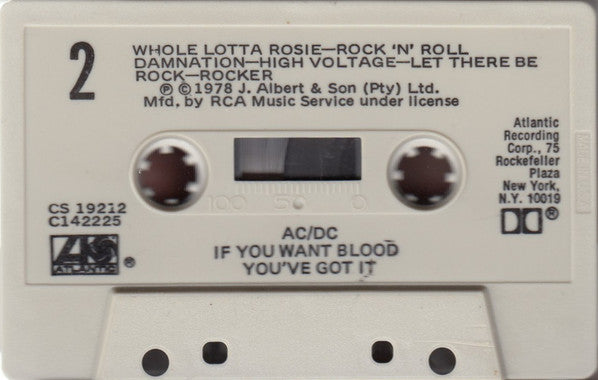 2
WHOLE LOTTA ROSIE—ROCK 'N' ROLL
DAMNATION—HIGH VOLTAGE—LET THERE BE
ROCK—ROCKER
℗ © 1978 J. Albert & Son (Pty) Ltd.
Mfd. by RCA Music Service under license
Atlantic
Recording
Corp., 75
Rockefeller
Plaza
New York,
N.Y. 10019
®
100 50 0
CS 19212
C142225
ATLANTIC ®
AC/DC
IF YOU WANT BLOOD
YOU'VE GOT IT